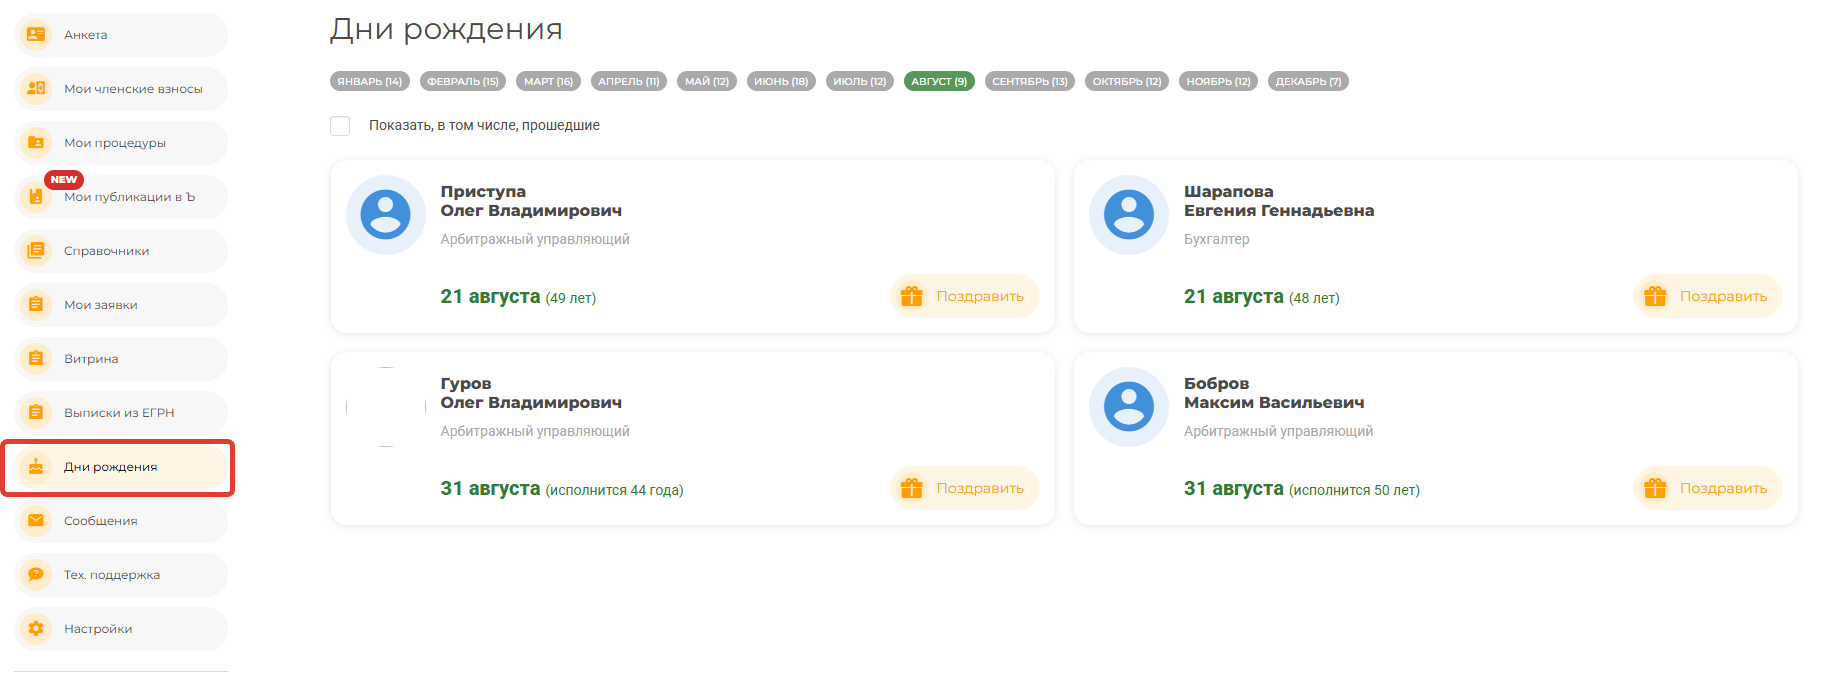 Анкета
Мои членские взносы
Мои процедуры
NEW
Мои публикации в Ъ
Справочники
Мои заявки
Витрина
Выписки из ЕГРН
Дни рождения
Сообщения
Тех. поддержка
Настройки
Дни рождения
ЯНВАРЬ (14) ФЕВРАЛЬ (15) МАРТ (16) АПРЕЛЬ (11) МАЙ (12) ИЮНЬ (18) ИЮЛЬ (12) АВГУСТ (9) СЕНТЯБРЬ (13) ОКТЯБРЬ (12) НОЯБРЬ (12) ДЕКАБРЬ (7)
Показать, в том числе, прошедшие
Приступа
Олег Владимирович
Арбитражный управляющий
21 августа (49 лет)
Поздравить
Шарапова
Евгения Геннадьевна
Бухгалтер
21 августа (48 лет)
Поздравить
Гуров
Олег Владимирович
Арбитражный управляющий
31 августа (исполнится 44 года)
Поздравить
Бобров
Максим Васильевич
Арбитражный управляющий
31 августа (исполнится 50 лет)
Поздравить